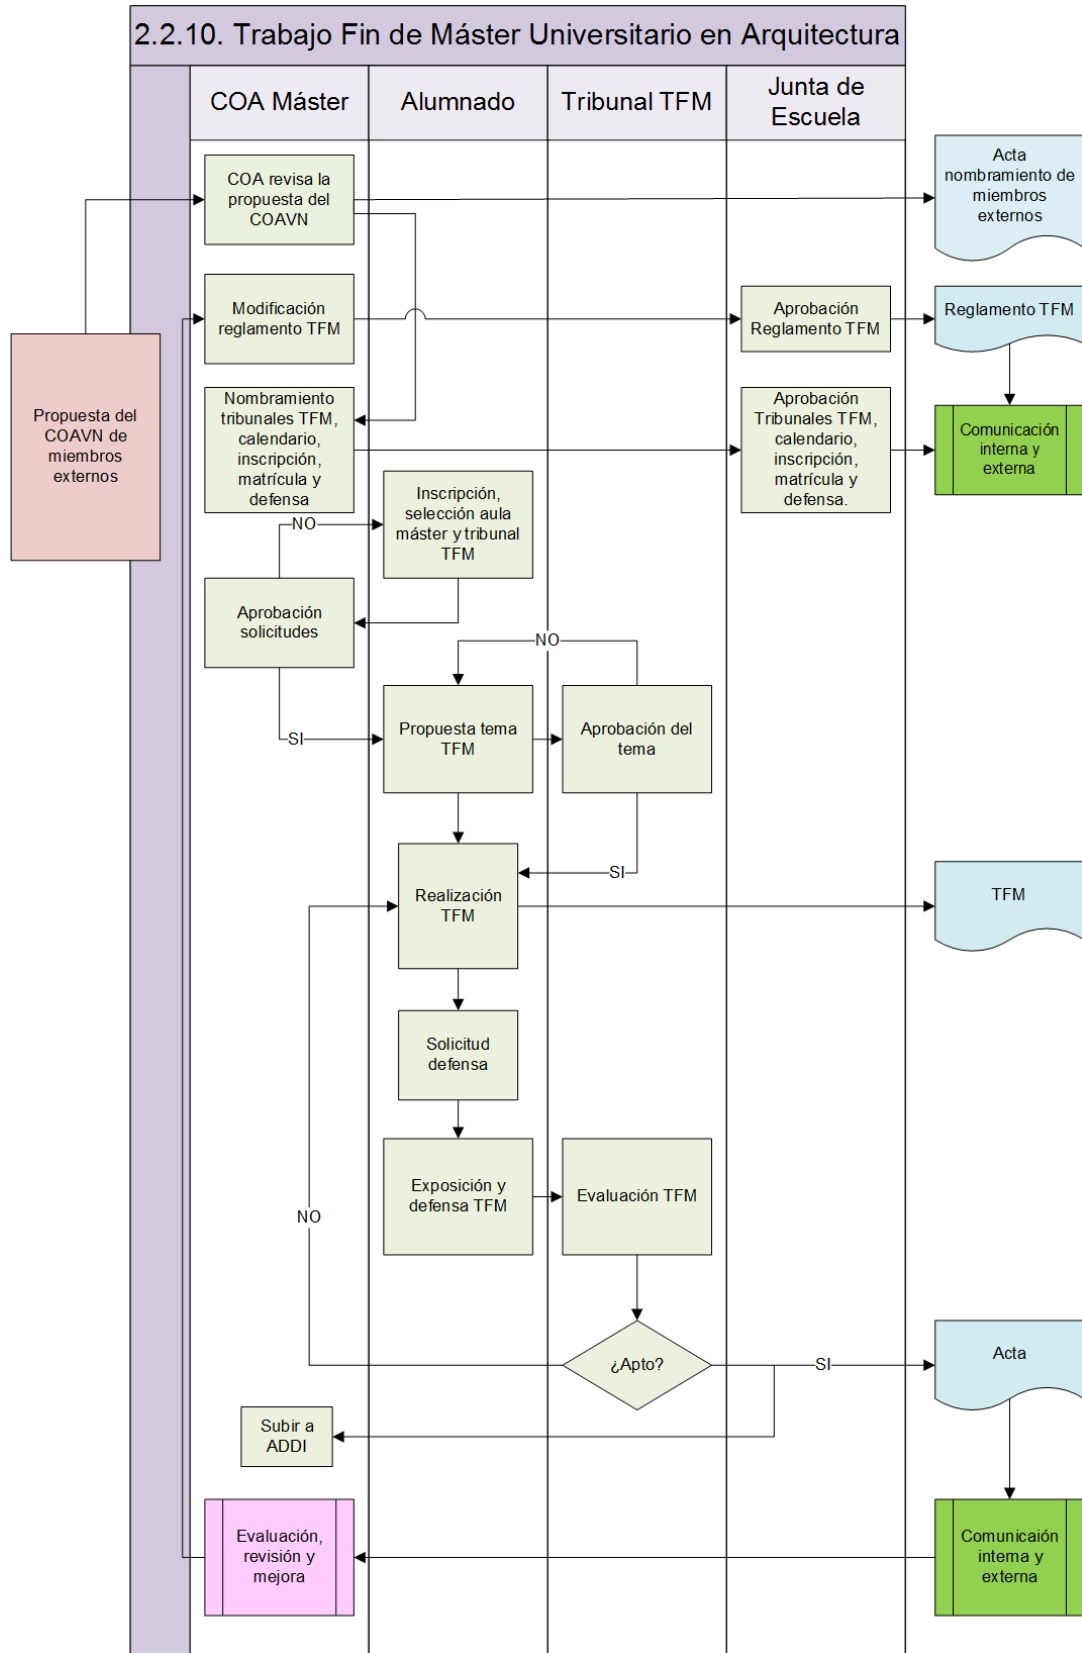 2.2.10. Trabajo Fin de Máster Universitario en Arquitectura
COA Máster
Alumnado
Tribunal TFM
Junta de
Escuela
COA revisa la
propuesta del
COAVN
Acta
nombramiento de
miembros
externos
Modificación
reglamento TFM
Aprobación
Reglamento TFM
Reglamento TFM
Propuesta del
COAVN de
miembros
externos
Nombramiento
tribunales TFM,
calendario,
inscripción,
matrícula y
defensa
Aprobación
Tribunales TFM,
calendario,
inscripción,
matrícula y
defensa.
Comunicación
interna y
externa
Inscripción,
selección aula
máster y tribunal
TFM
NO
Aprobación
solicitudes
NO
SI
Propuesta tema
TFM
Aprobación del
tema
SI
Realización
TFM
TFM
Solicitud
defensa
Exposición y
defensa TFM
Evaluación TFM
NO
¿Apto?
SI
Acta
Subir a
ADDI
Evaluación,
revisión y
mejora
Comunicaión
interna y
externa